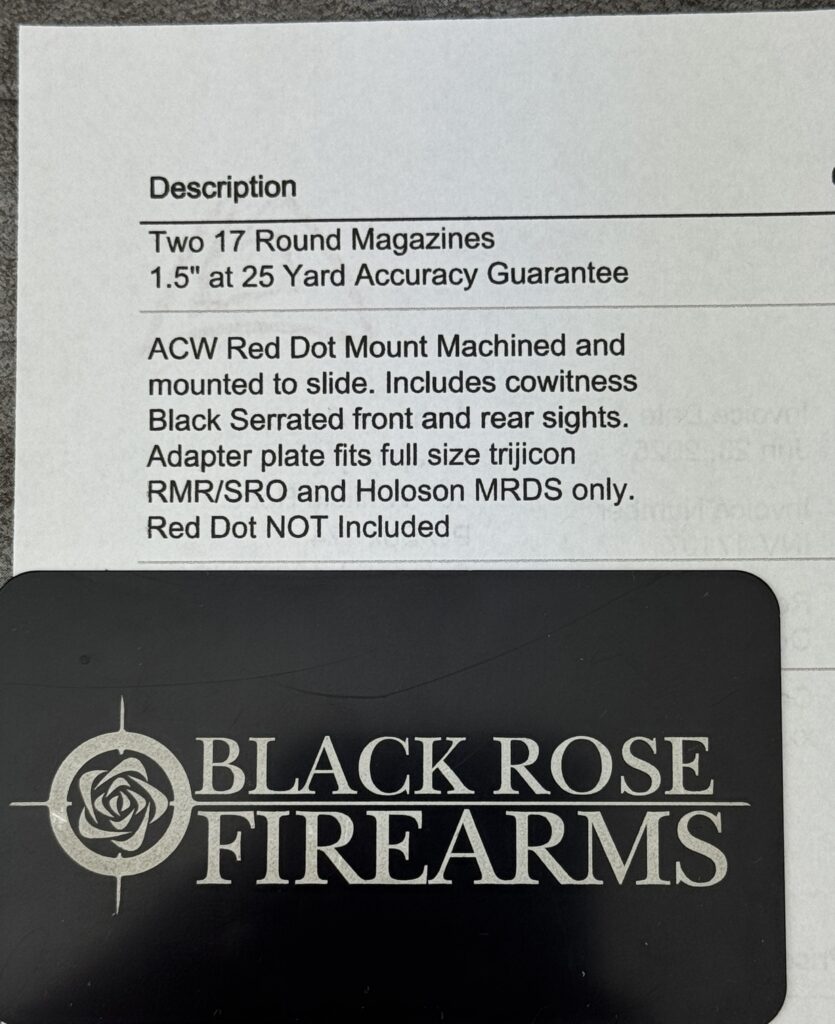 Description
Two 17 Round Magazines
1.5" at 25 Yard Accuracy Guarantee
ACW Red Dot Mount Machined and
mounted to slide. Includes cowitness
Black Serrated front and rear sights.
Adapter plate fits full size trijicon
RMR/SRO and Holoson MRDS only.
Red Dot NOT Included
BLACK ROSE
FIREARMS